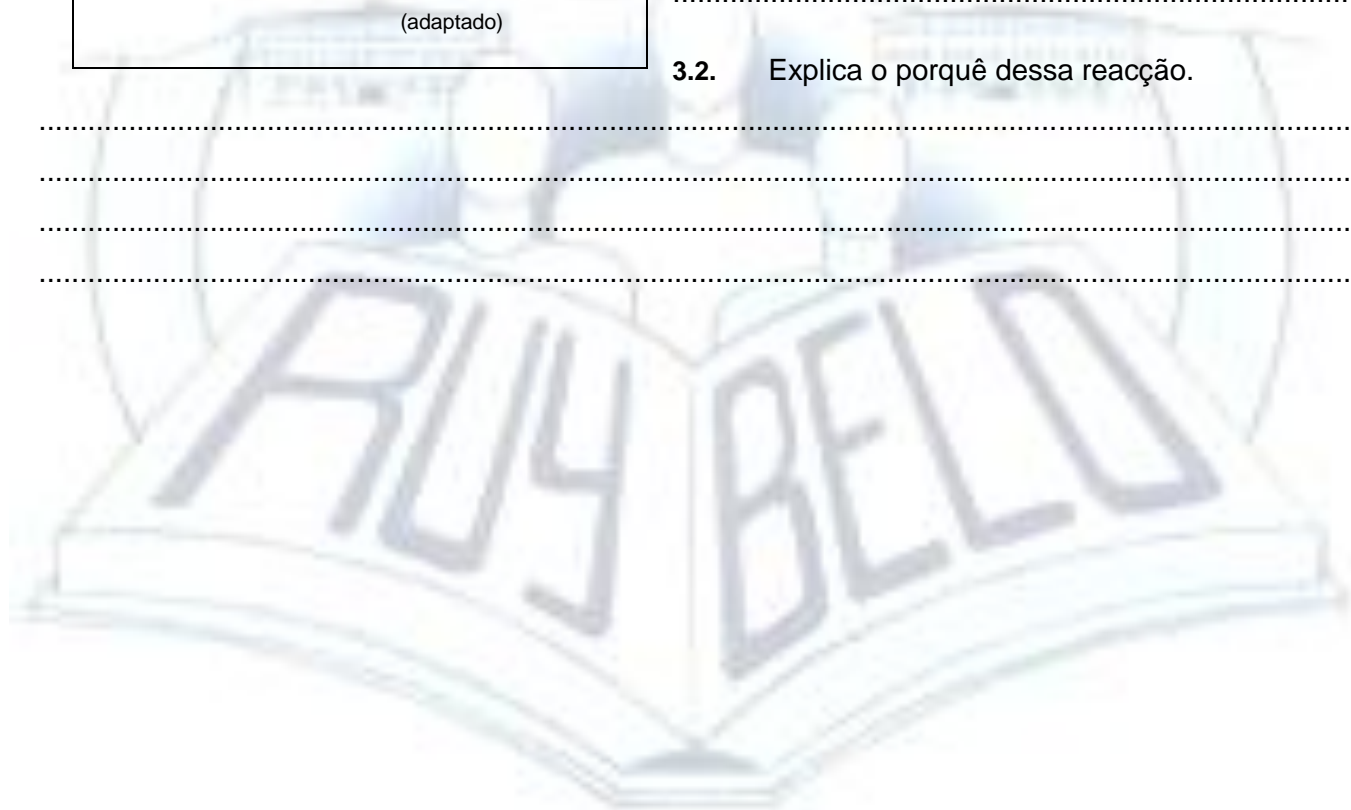 (adaptado)
3.2. Explica o porquê dessa reacção.
RUY BELO